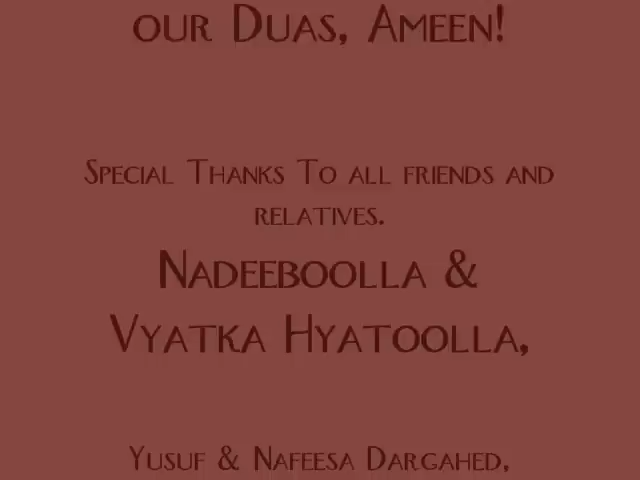 our Duas, Ameen!
Special Thanks To all friends and
relatives.
Nadeeboolla &
Vyatka Hyatoolla,
Yusuf & Nafeesa Dargahed,